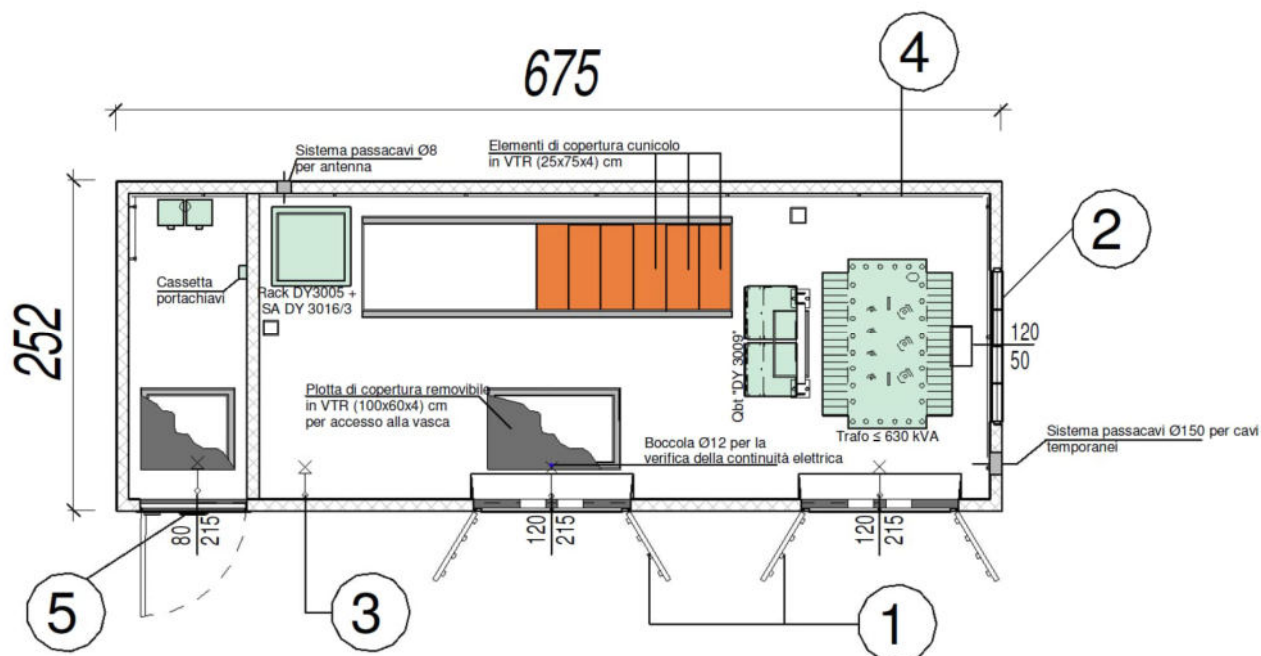 675
4
Sistema passacavi Ø8
per antenna
Elementi di copertura cunicolo
in VTR (25x75x4) cm
2
Cassetta
portachiavi
Rack DY3005 +
SA DY 3016/3
252
120
50
Qbt "DY 3009"
Plotta di copertura removibile
in VTR (100x60x4) cm
per accesso alla vasca
Boccola Ø12 per la
verifica della continuità elettrica
Trafo ≤ 630 kVA
Sistema passacavi Ø150 per cavi
temporanei
80
215
120
215
120
215
5
3
1